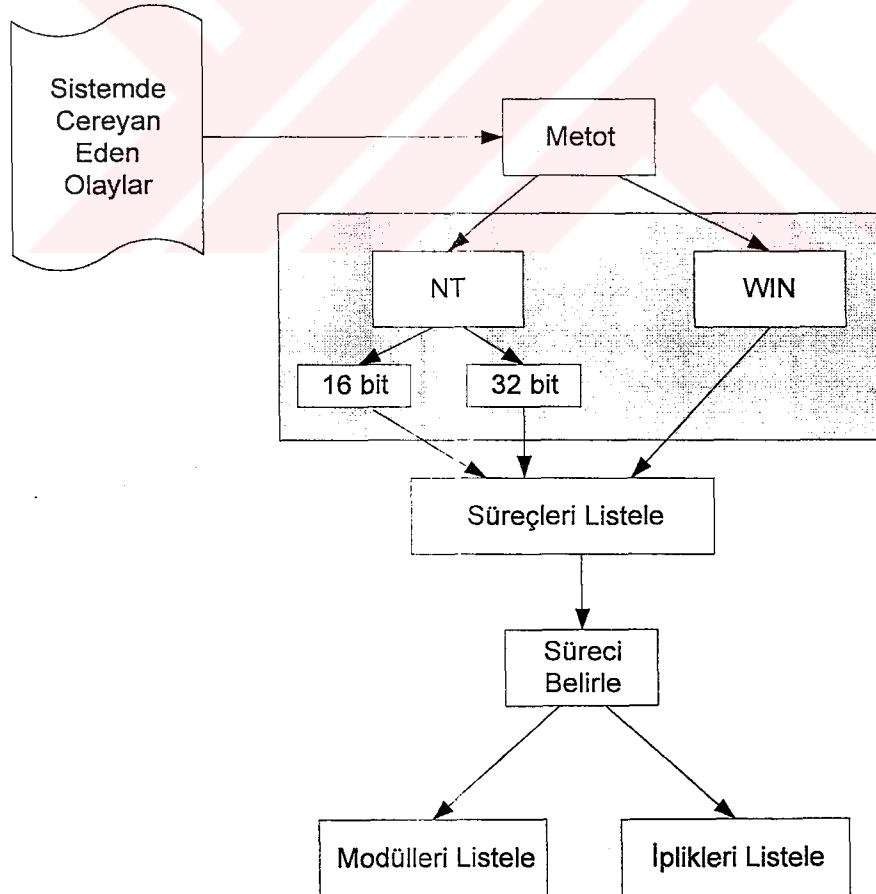 Sistemde
Cereyan
Eden
Olaylar
Metot
NT
WIN
16 bit
32 bit
Süreçleri Listele
Süreci
Belirle
Modülleri Listele
İplikleri Listele